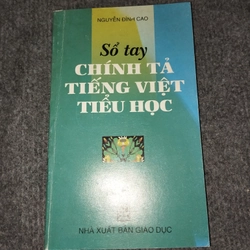 NGUYỄN ĐÌNH CAO
Sổ tay
CHÍNH TẢ
TIẾNG VIỆT
TIỂU HỌC
NHÀ XUẤT BẢN GIÁO DỤC